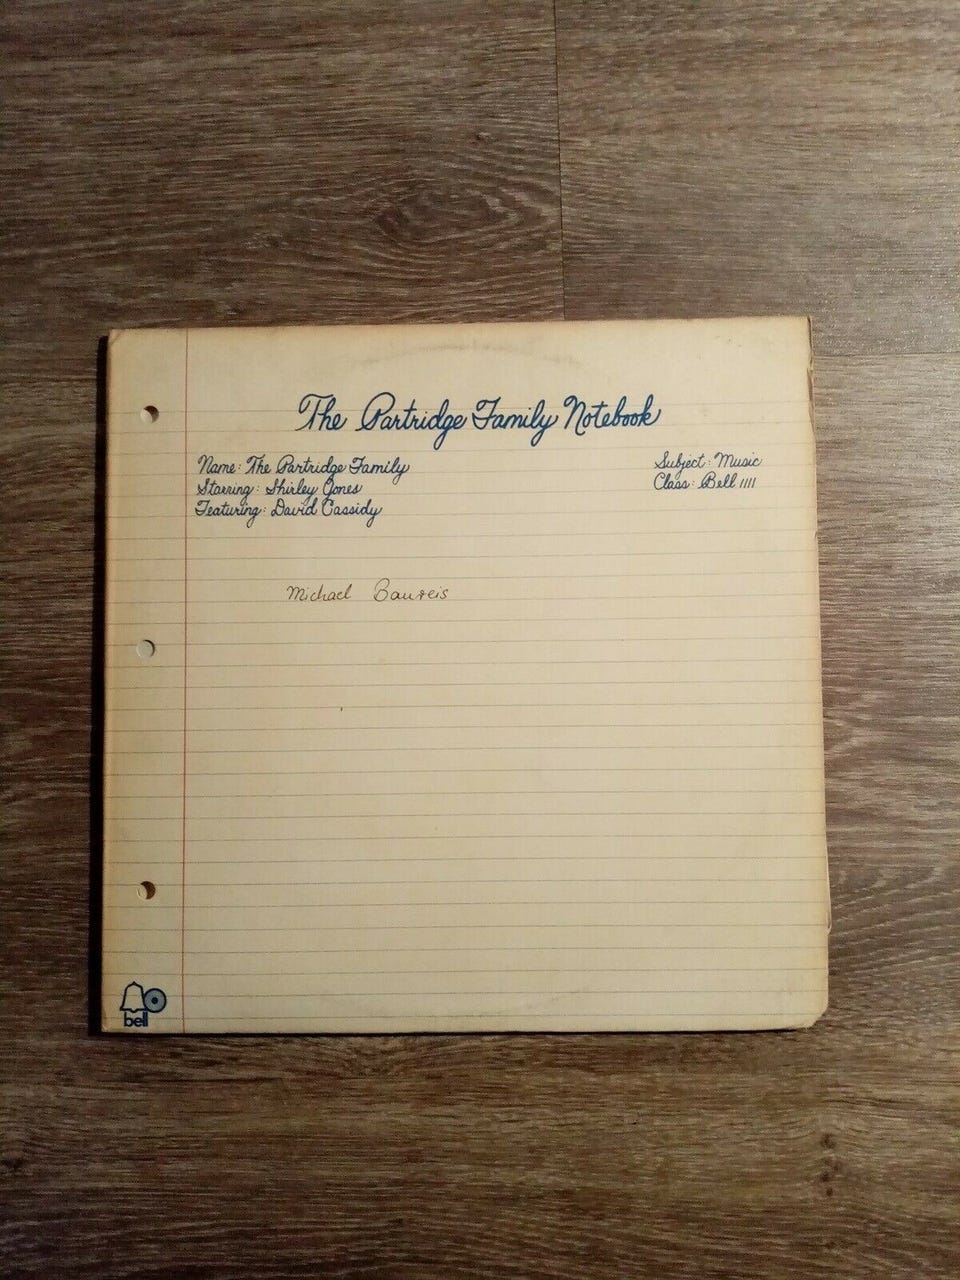 The Partridge Family Notebook
Name: The Partridge Family
Starring: Shirley Jones
Featuring: David Cassidy
Subject: Music
Class: Bell 1111
Michael Baureis
bell